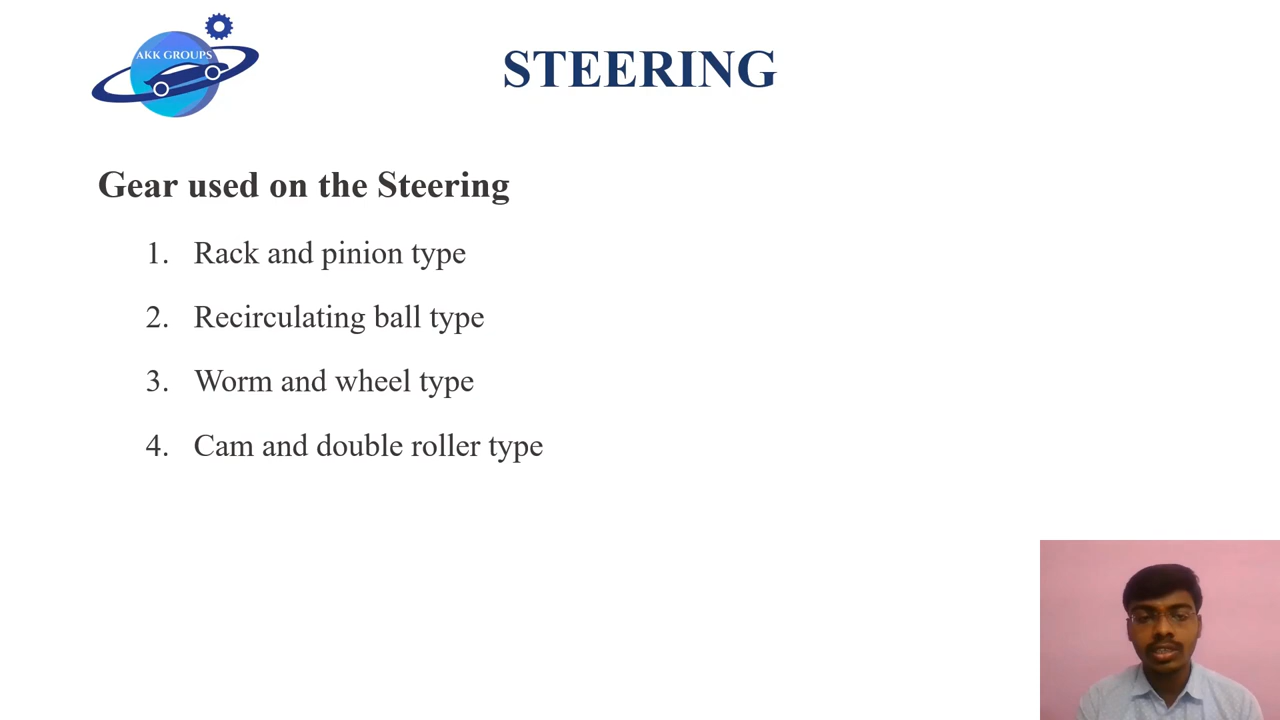 AKK GROUPS
STEERING
Gear used on the Steering
1. Rack and pinion type
2. Recirculating ball type
3. Worm and wheel type
4. Cam and double roller type